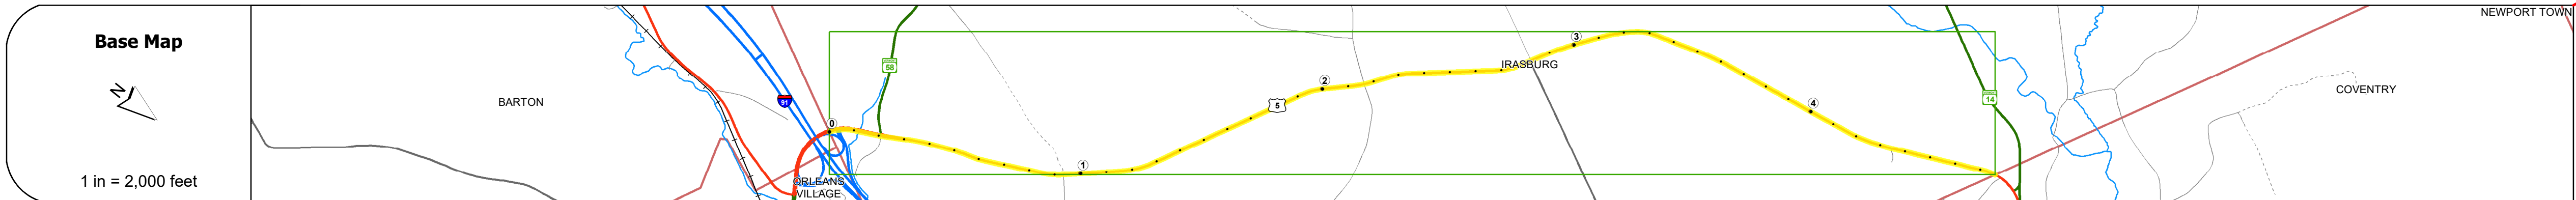 Base Map
N
1 in = 2,000 feet
BARTON
91
ORLEANS
VILLAGE
0
58
1
5
2
IRASBURG
3
4
14
COVENTRY
NEWPORT TOWN